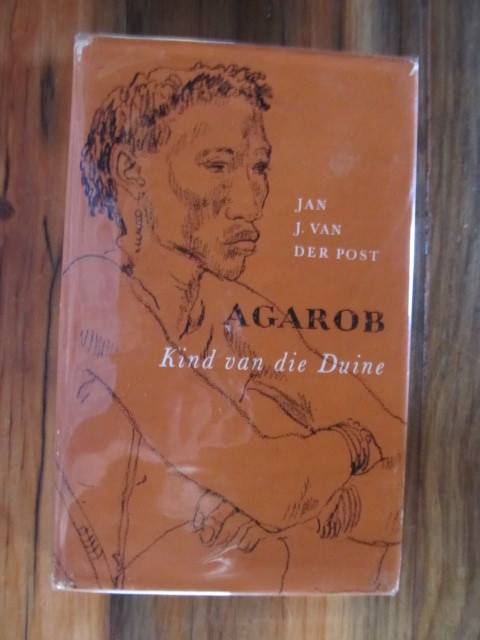 JAN
J. VAN
DER POST
AGAROB
Kind van die Duine